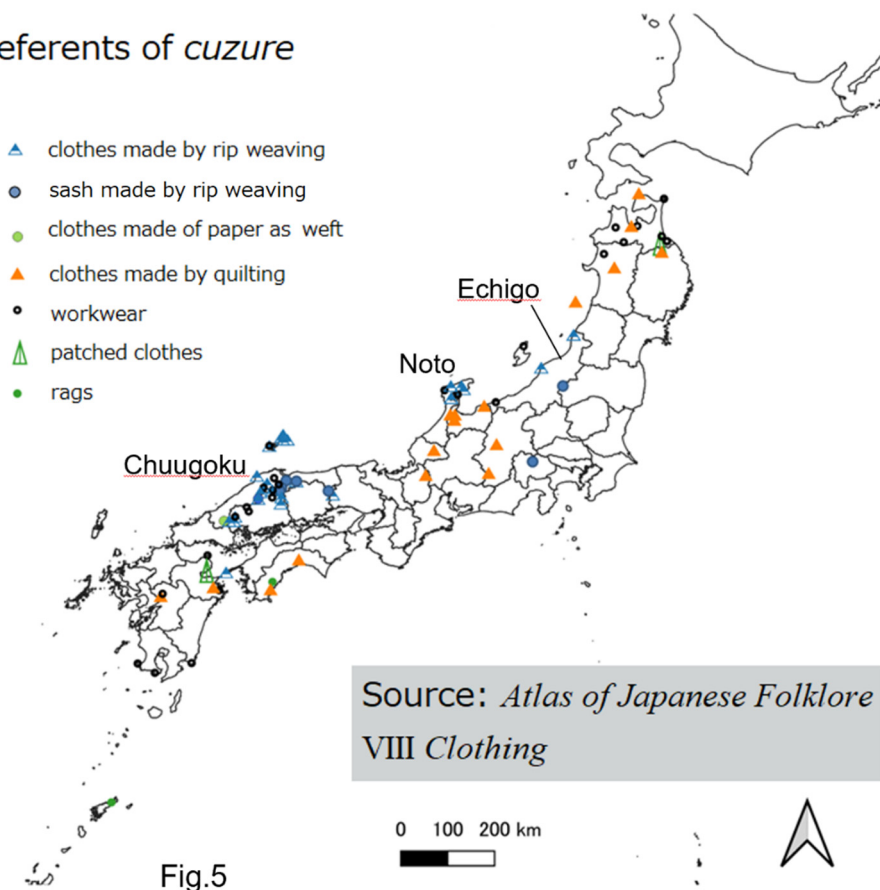 eferents of cuzure
clothes made by rip weaving
sash made by rip weaving
clothes made of paper as weft
clothes made by quilting
workwear
patched clothes
rags
Echigo
Noto
Chuugoku
Source: Atlas of Japanese Folklore
VIII Clothing
0 100 200 km
Fig.5